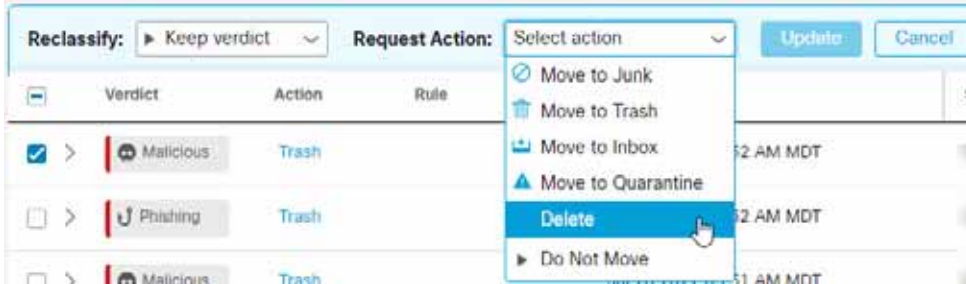 Reclassify: Keep verdict Request Action: Select action Update Cancel
Verdict Action Rule
Move to Junk
Move to Trash
Malicious Trash Move to Inbox 52 AM MDT
Move to Quarantine
Phishing Trash Delete 52 AM MDT
Do Not Move
Malicious Trash 51 AM MDT